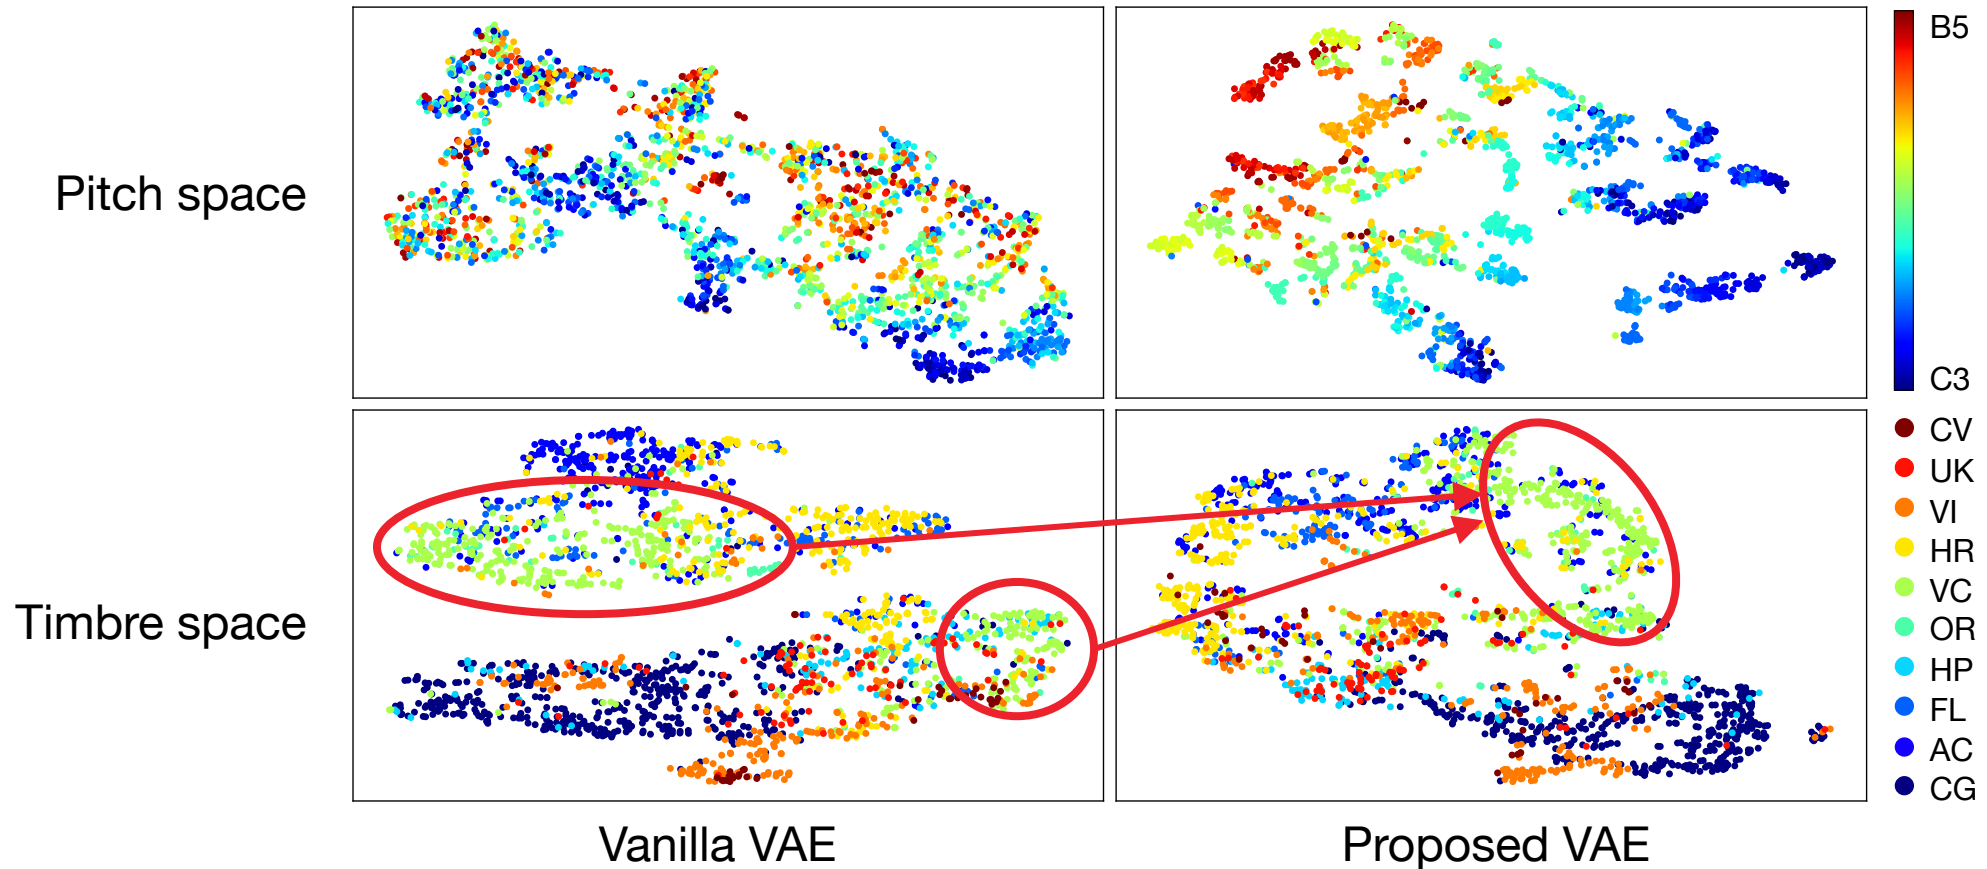 B5
Pitch space
C3
CV
UK
VI
HR
VC
Timbre space
OR
HP
FL
AC
CG
Vanilla VAE
Proposed VAE